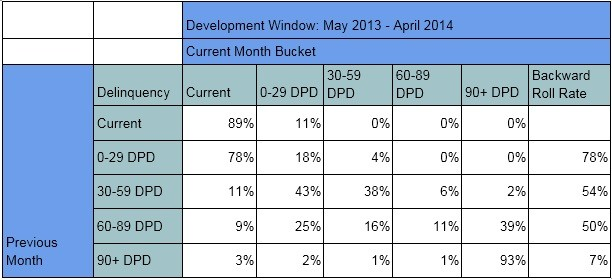 Development Window: May 2013 - April 2014
Current Month Bucket
Delinquency Current 0-29 DPD 30-59 DPD 60-89 DPD 90+ DPD Backward Roll Rate
Current 89% 11% 0% 0% 0%
0-29 DPD 78% 18% 4% 0% 0% 78%
30-59 DPD 11% 43% 38% 6% 2% 54%
60-89 DPD 9% 25% 16% 11% 39% 50%
Previous Month
90+ DPD 3% 2% 1% 1% 93% 7%